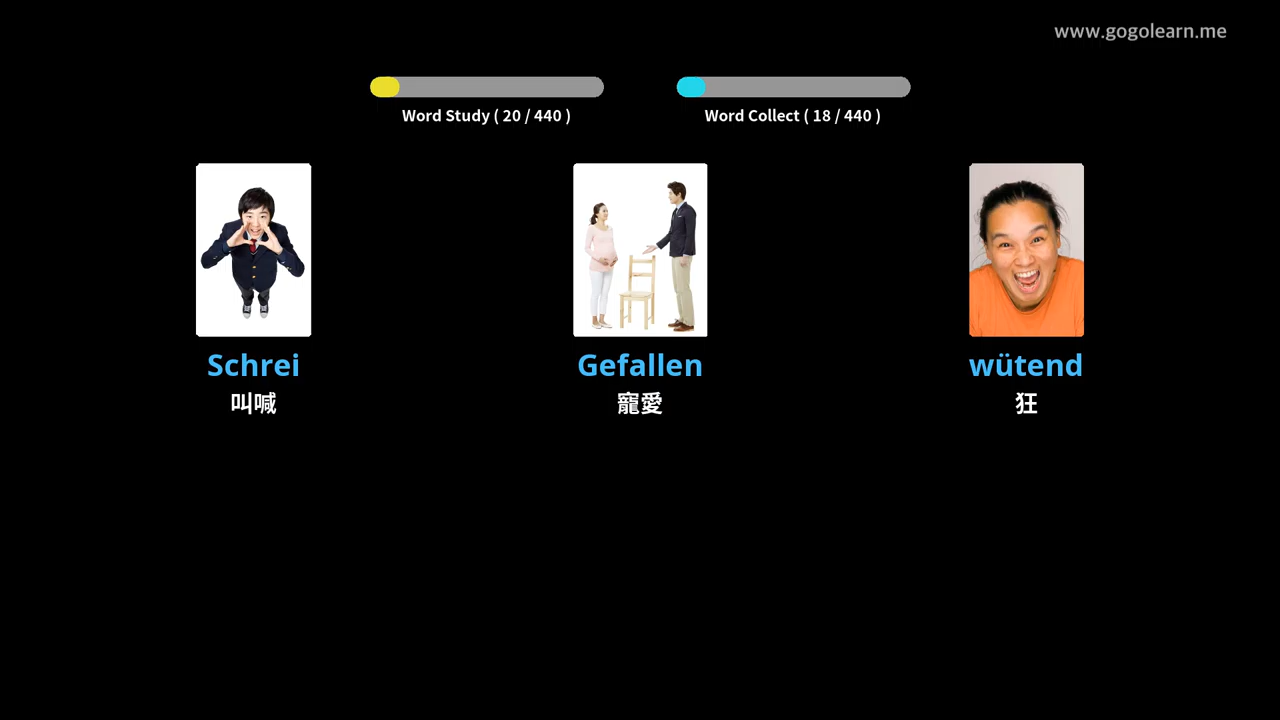 www.gogolearn.me
Word Study ( 20 / 440 )
Word Collect ( 18 / 440 )
Schrei
叫喊
Gefallen
寵愛
wütend
狂